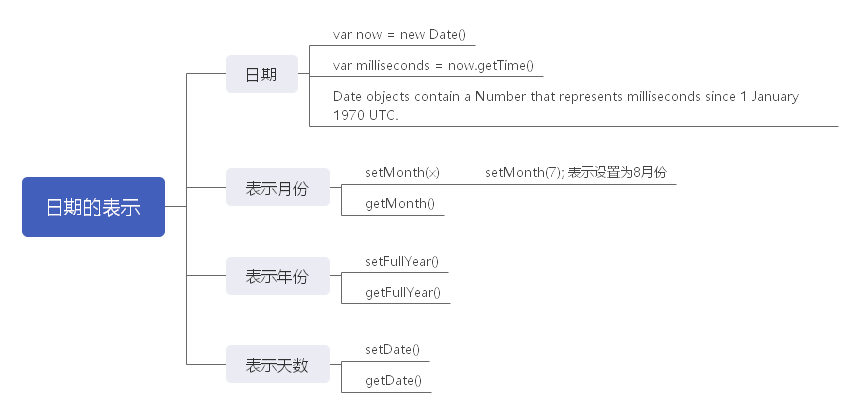 日期的表示
日期
var now = new Date()
var milliseconds = now.getTime()
Date objects contain a Number that represents milliseconds since 1 January
1970 UTC.
表示月份
setMonth(x)
setMonth(7); 表示设置为8月份
getMonth()
表示年份
setFullYear()
getFullYear()
表示天数
setDate()
getDate()